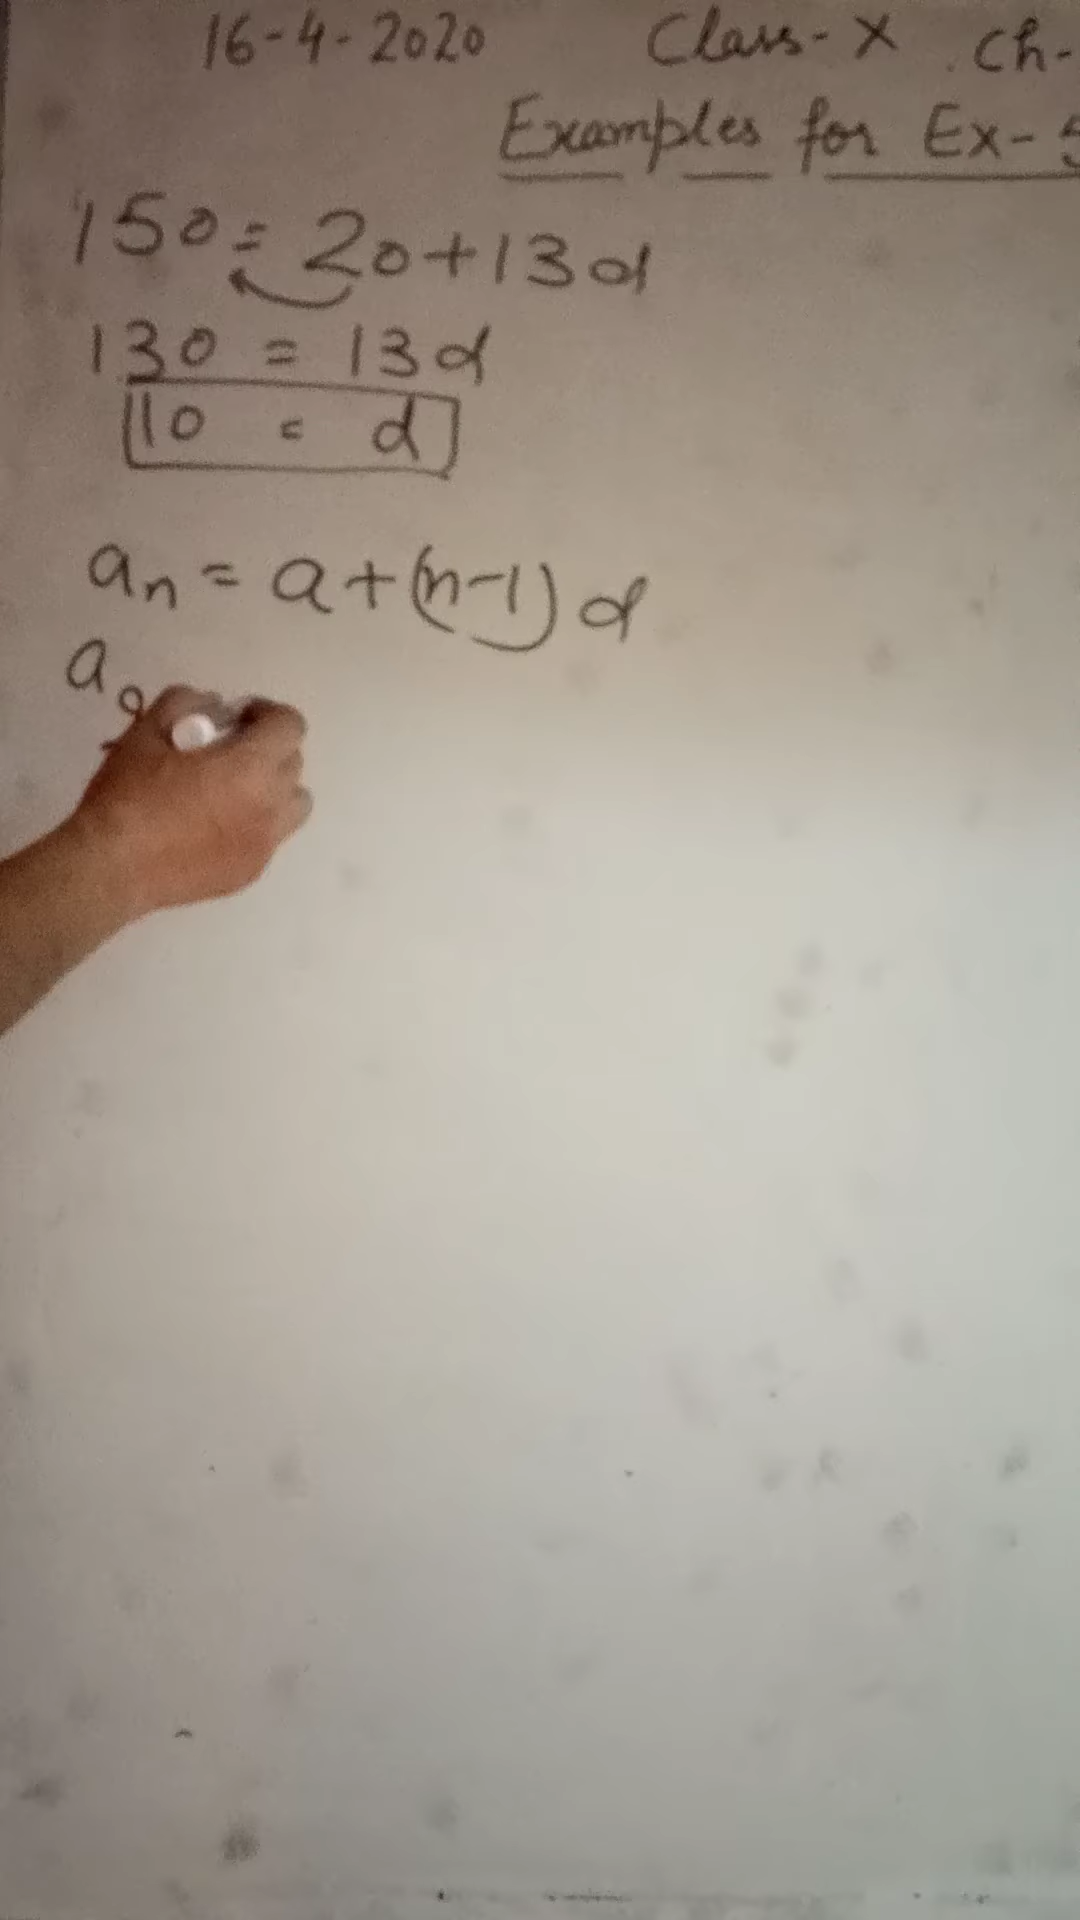 16-4-2020 Class-X Ch-
Examples for Ex-5
150 = 20+13d
130 = 13d
10 = d
an = a+(n-1)d
a